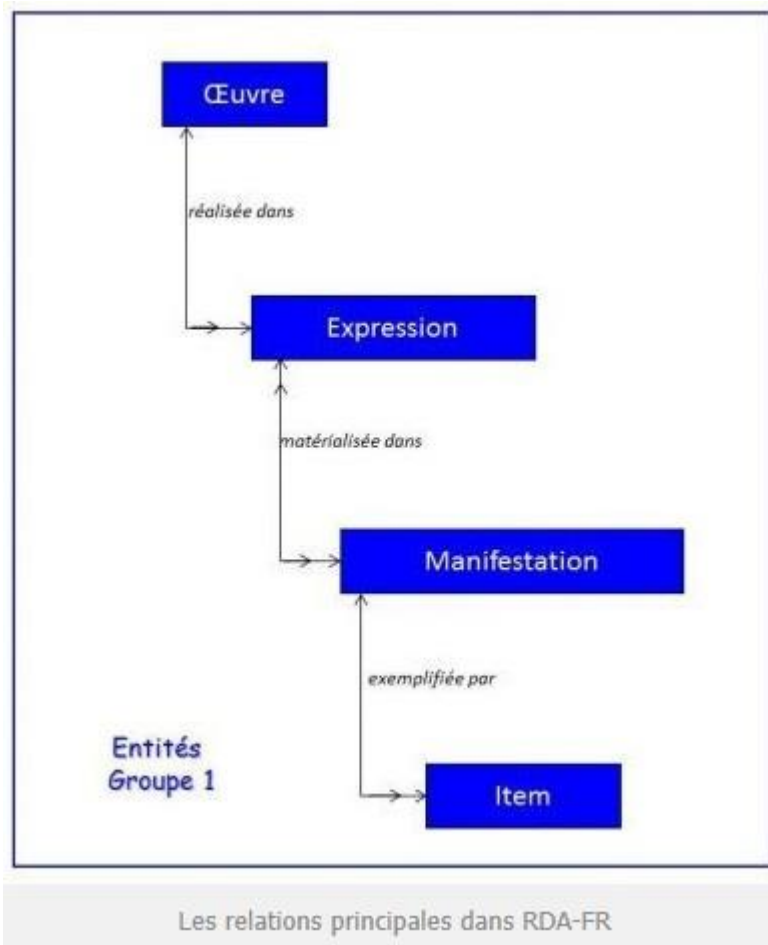 Œuvre
réalisée dans
Expression
matérialisée dans
Manifestation
exemplifiée par
Item
Entités
Groupe 1
Les relations principales dans RDA-FR